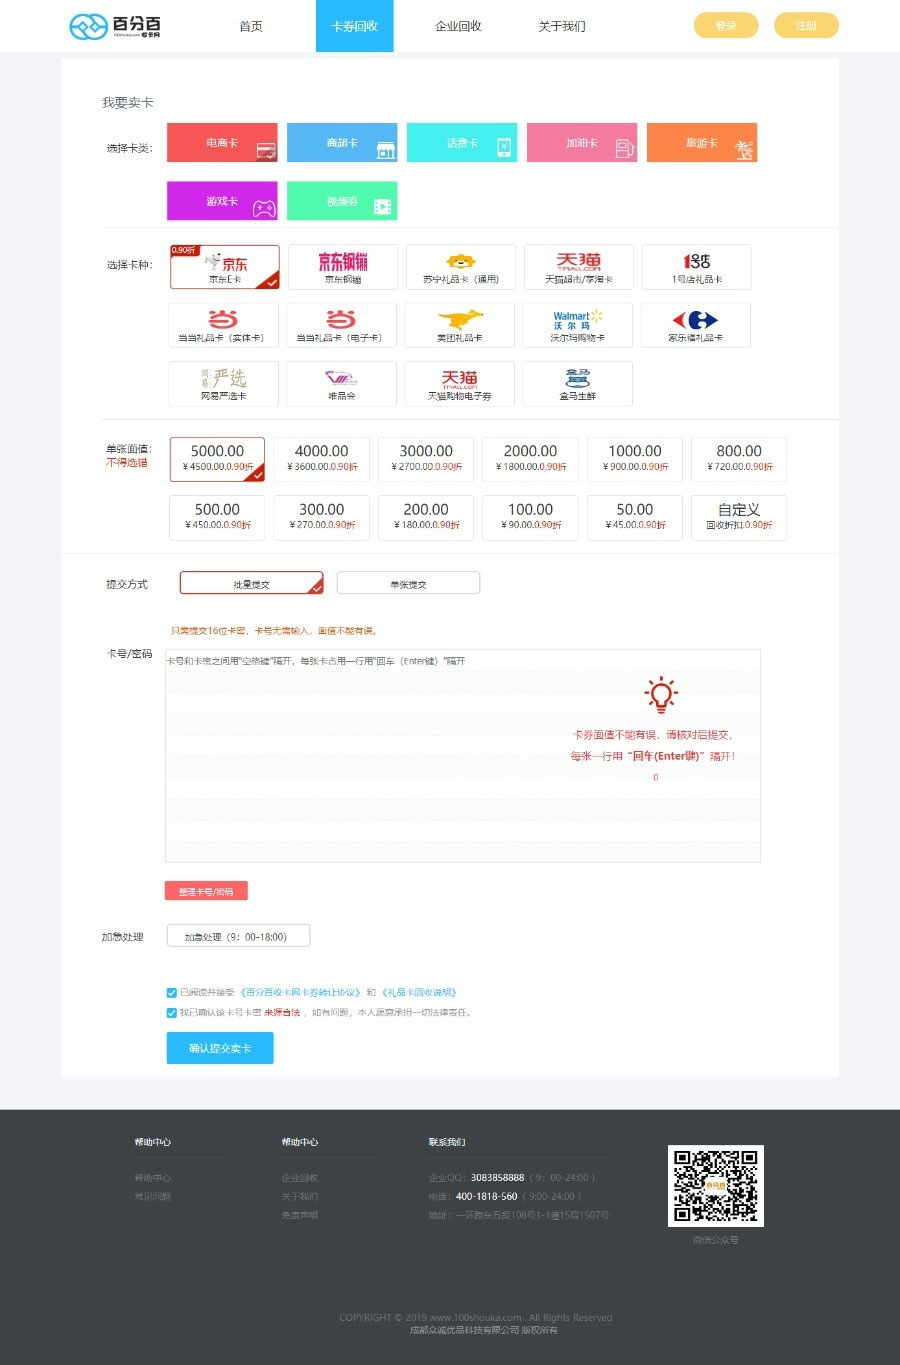 百分百
100shouka.com 收卡网
首页
卡券回收
企业回收
关于我们
登录
注册
我要卖卡
选择卡类：
电商卡
商超卡
话费卡
加油卡
旅游卡
游戏卡
视频券
选择卡种：
0.90折
京东
京东E卡
京东钢镚
京东钢镚
苏宁礼品卡（通用）
天猫
TMALL.COM
天猫超市/享淘卡
1号店
1号店礼品卡
当当礼品卡（实体卡）
当当礼品卡（电子卡）
美团礼品卡
Walmart
沃尔玛
沃尔玛购物卡
家乐福礼品卡
网易严选
网易严选卡
唯品会
天猫
TMALL.COM
天猫购物电子券
盒马
盒马生鲜
单张面值：
不得选错
5000.00
¥4500.00.0.90折
4000.00
¥3600.00.0.90折
3000.00
¥2700.00.0.90折
2000.00
¥1800.00.0.90折
1000.00
¥900.00.0.90折
800.00
¥720.00.0.90折
500.00
¥450.00.0.90折
300.00
¥270.00.0.90折
200.00
¥180.00.0.90折
100.00
¥90.00.0.90折
50.00
¥45.00.0.90折
自定义
回收折扣.0.90折
提交方式
批量提交
单张提交
只需提交16位卡密，卡号无需输入，面值不能有误。
卡号/密码
卡号和卡密之间用"空格键"隔开，每张卡占用一行用"回车（Enter键）"隔开
卡券面值不能有误，请核对后提交，
每张一行用 "回车(Enter键)" 隔开！
0
整理卡号/密码
加急处理
加急处理（9：00-18:00）
已阅读并接受《百分百收卡网卡券转让协议》和《礼品卡回收说明》
我已确认该卡号卡密 来源合法 ，如有问题，本人愿意承担一切法律责任。
确认提交卖卡
帮助中心
帮助中心
常见问题
帮助中心
企业回收
关于我们
免责声明
联系我们
企业QQ：3083858888（ 9：00-24:00 ）
电话：400-1818-560（ 9:00-24:00 ）
地址：一环路东五段108号1-1幢15层1507号
百分百
微信公众号
COPYRIGHT © 2019 www.100shouka.com . All Rights Reserved
成都众诚优品科技有限公司 版权所有